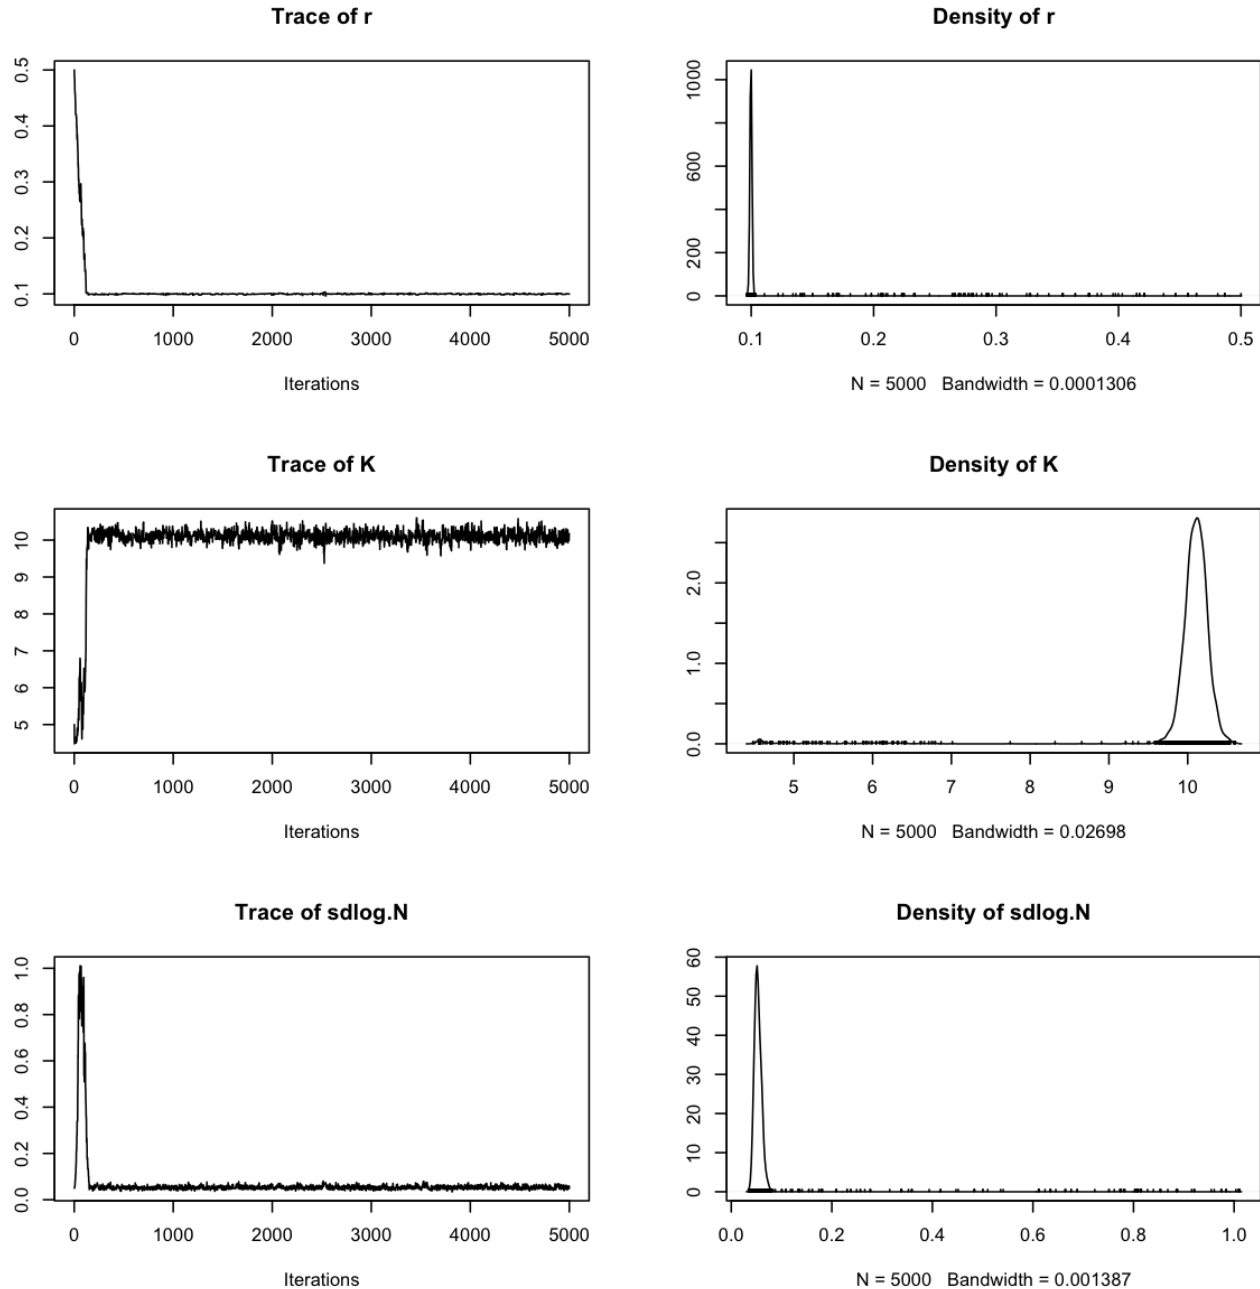 Trace of r
0.5
0.4
0.3
0.2
0.1
0 1000 2000 3000 4000 5000
Iterations
Density of r
1000
600
200
0
0.1 0.2 0.3 0.4 0.5
N = 5000 Bandwidth = 0.0001306
Trace of K
10
9
8
7
6
5
0 1000 2000 3000 4000 5000
Iterations
Density of K
2.0
1.0
0.0
5 6 7 8 9 10
N = 5000 Bandwidth = 0.02698
Trace of sdlog.N
1.0
0.8
0.6
0.4
0.2
0.0
0 1000 2000 3000 4000 5000
Iterations
Density of sdlog.N
60
50
40
30
20
10
0
0.0 0.2 0.4 0.6 0.8 1.0
N = 5000 Bandwidth = 0.001387